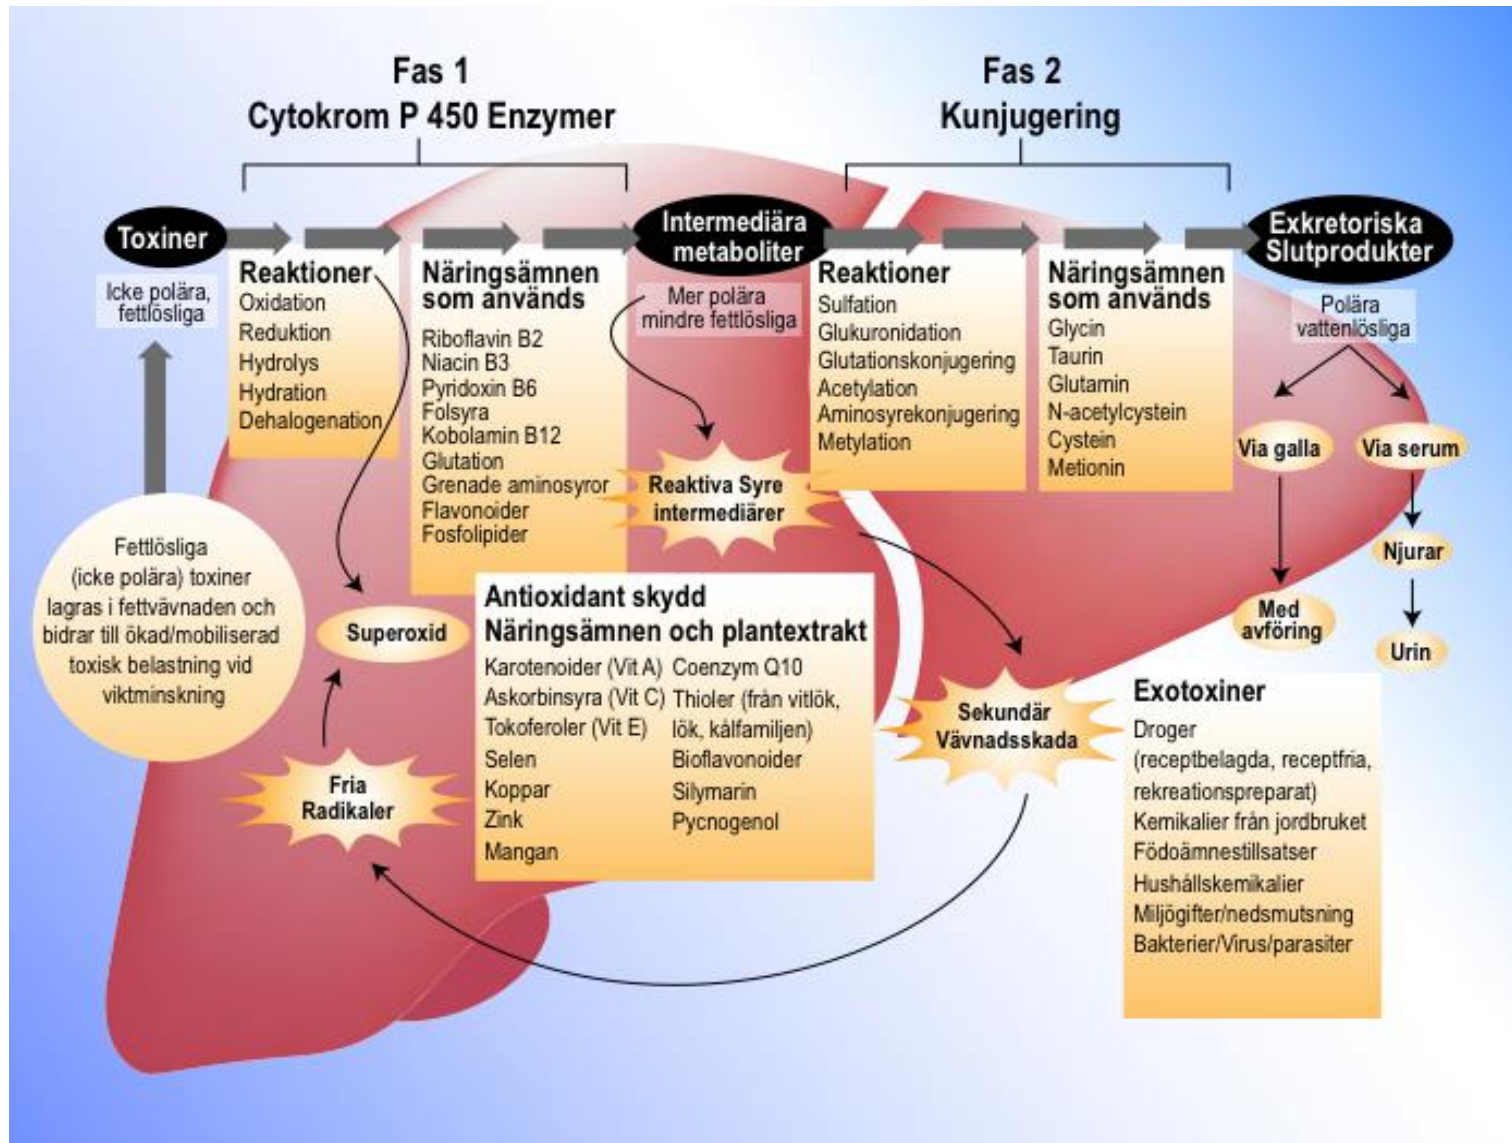 Fas 1
Cytokrom P 450 Enzymer
Fas 2
Kunjugering
Toxiner
Icke polära,
fettlösliga
Reaktioner
Oxidation
Reduktion
Hydrolys
Hydration
Dehalogenation
Näringsämnen
som används
Riboflavin B2
Niacin B3
Pyridoxin B6
Folsyra
Kobolamin B12
Glutation
Grenade aminosyror
Flavonoider
Fosfolipider
Intermediära
metaboliter
Mer polära
mindre fettlösliga
Reaktioner
Sulfation
Glukuronidation
Glutationskonjugering
Acetylation
Aminosyrekonjugering
Metylation
Näringsämnen
som används
Glycin
Taurin
Glutamin
N-acetylcystein
Cystein
Metionin
Exkretoriska
Slutprodukter
Polära
vattenlösliga
Via galla
Via serum
Njurar
Med
avföring
Urin
Reaktiva Syre
intermediärer
Fettlösliga
(icke polära) toxiner
lagras i fettvävnaden och
bidrar till ökad/mobiliserad
toxisk belastning vid
viktminskning
Superoxid
Fria
Radikaler
Antioxidant skydd
Näringsämnen och plantextrakt
Karotenoider (Vit A)
Askorbinsyra (Vit C)
Tokoferoler (Vit E)
Selen
Koppar
Zink
Mangan
Coenzym Q10
Thioler (från vitlök,
lök, kålfamiljen)
Bioflavonoider
Silymarin
Pycnogenol
Sekundär
Vävnadsskada
Exotoxiner
Droger
(receptbelagda, receptfria,
rekreationspreparat)
Kemikalier från jordbruket
Födoämnestillsatser
Hushållskemikalier
Miljögifter/nedsmutsning
Bakterier/Virus/parasiter